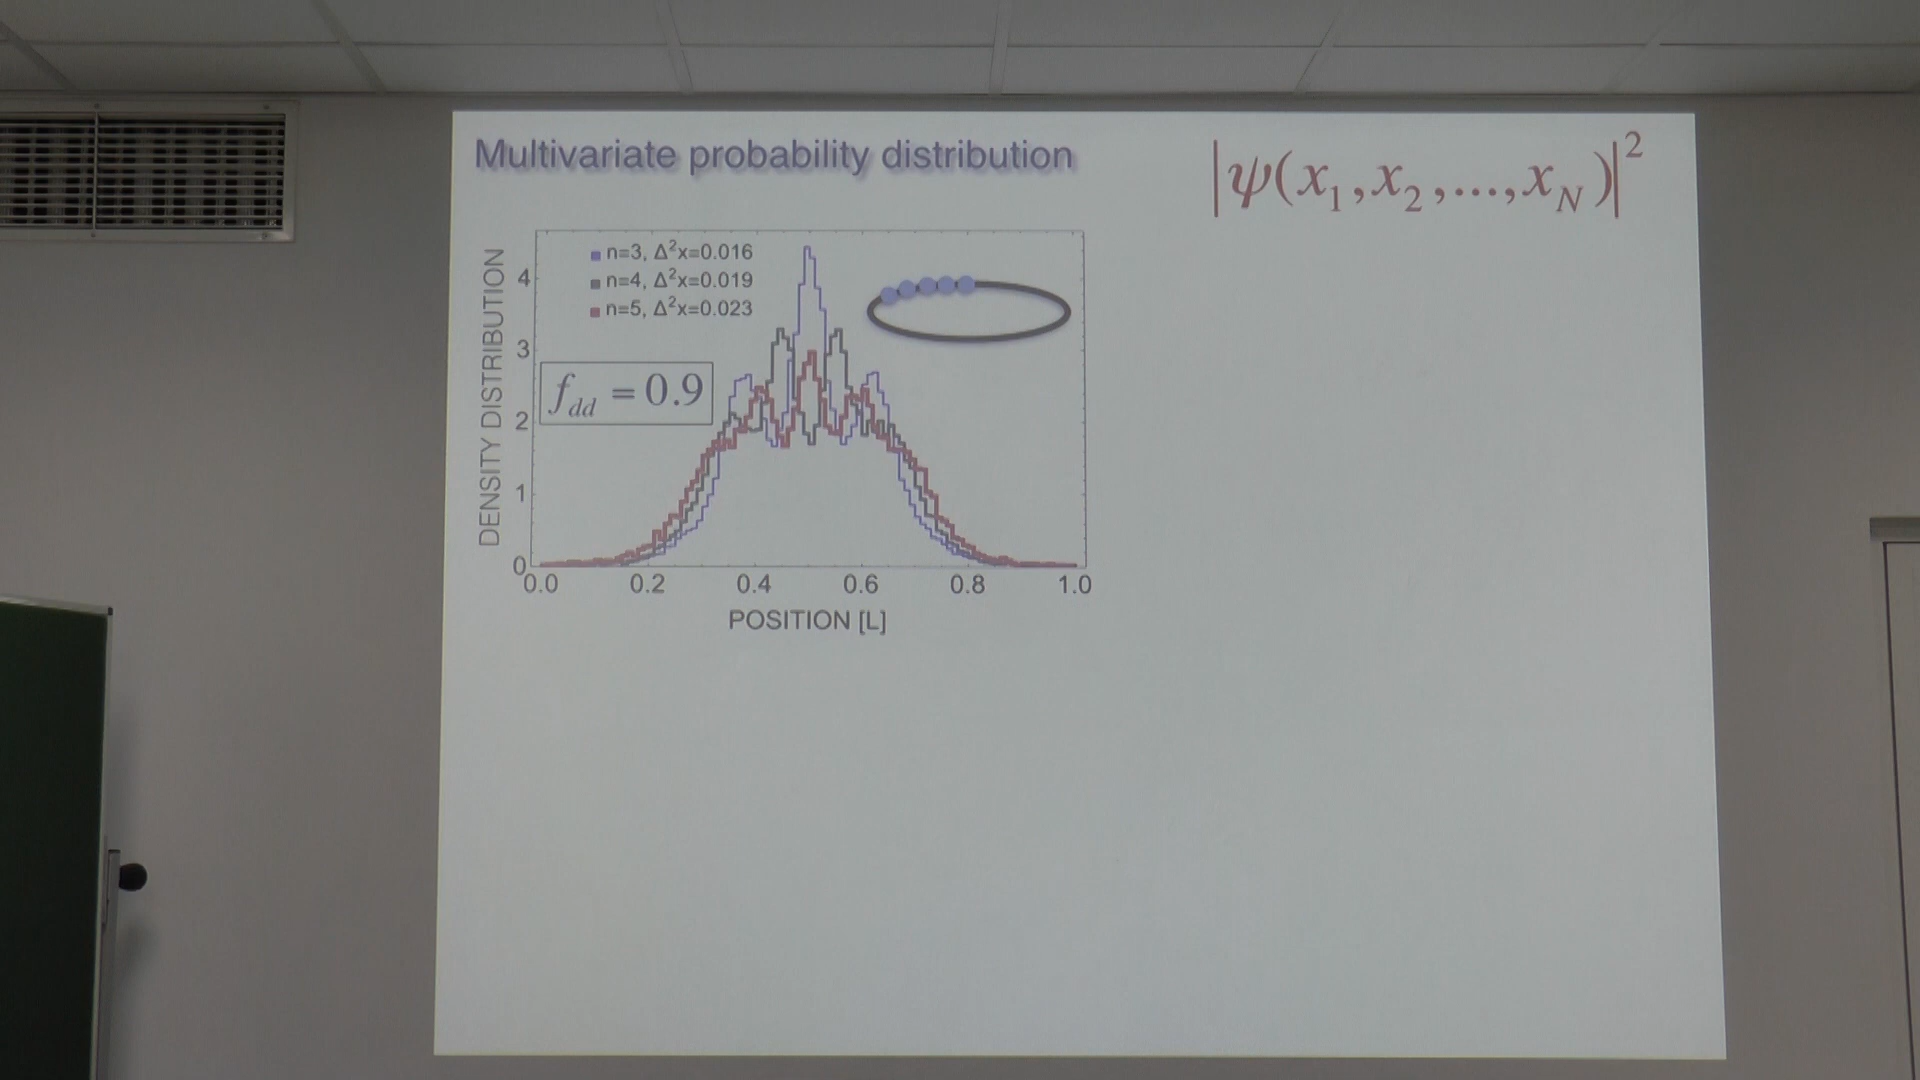 Multivariate probability distribution
|ψ(x₁,x₂,...,x_N)|²
n=3, Δ²x=0.016
n=4, Δ²x=0.019
n=5, Δ²x=0.023
f_dd = 0.9
DENSITY DISTRIBUTION
4
3
2
1
0
0.0 0.2 0.4 0.6 0.8 1.0
POSITION [L]